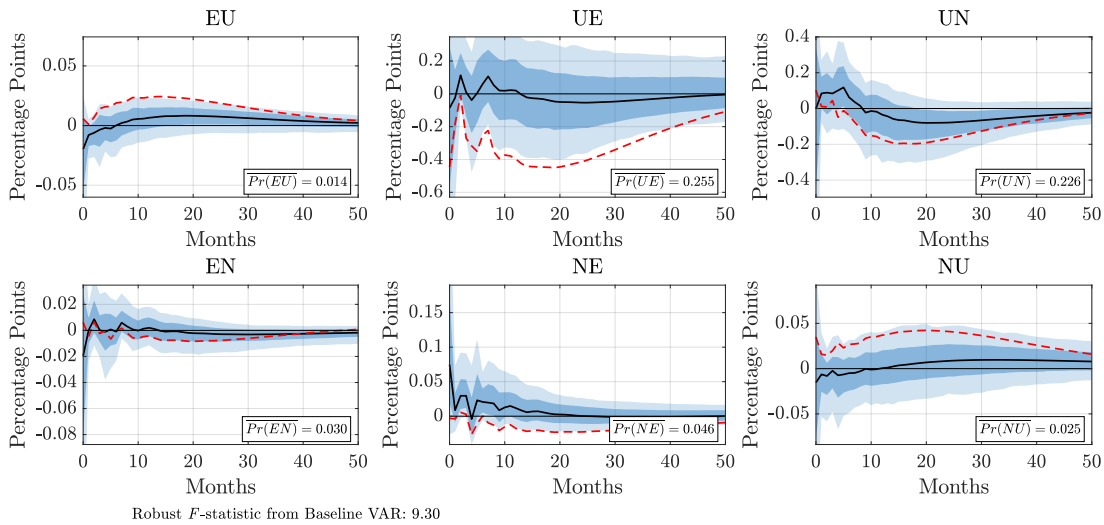 EU
UE
UN
Percentage Points
0.05
0
-0.05
0 10 20 30 40 50
Months
Pr(EU) = 0.014
Percentage Points
0.2
0
-0.2
-0.4
-0.6
0 10 20 30 40 50
Months
Pr(UE) = 0.255
Percentage Points
0.4
0.2
0
-0.2
-0.4
0 10 20 30 40 50
Months
Pr(UN) = 0.226
EN
NE
NU
Percentage Points
0.02
0
-0.02
-0.04
-0.06
-0.08
0 10 20 30 40 50
Months
Pr(EN) = 0.030
Percentage Points
0.15
0.1
0.05
0
0 10 20 30 40 50
Months
Pr(NE) = 0.046
Percentage Points
0.05
0
-0.05
0 10 20 30 40 50
Months
Pr(NU) = 0.025
Robust F-statistic from Baseline VAR: 9.30